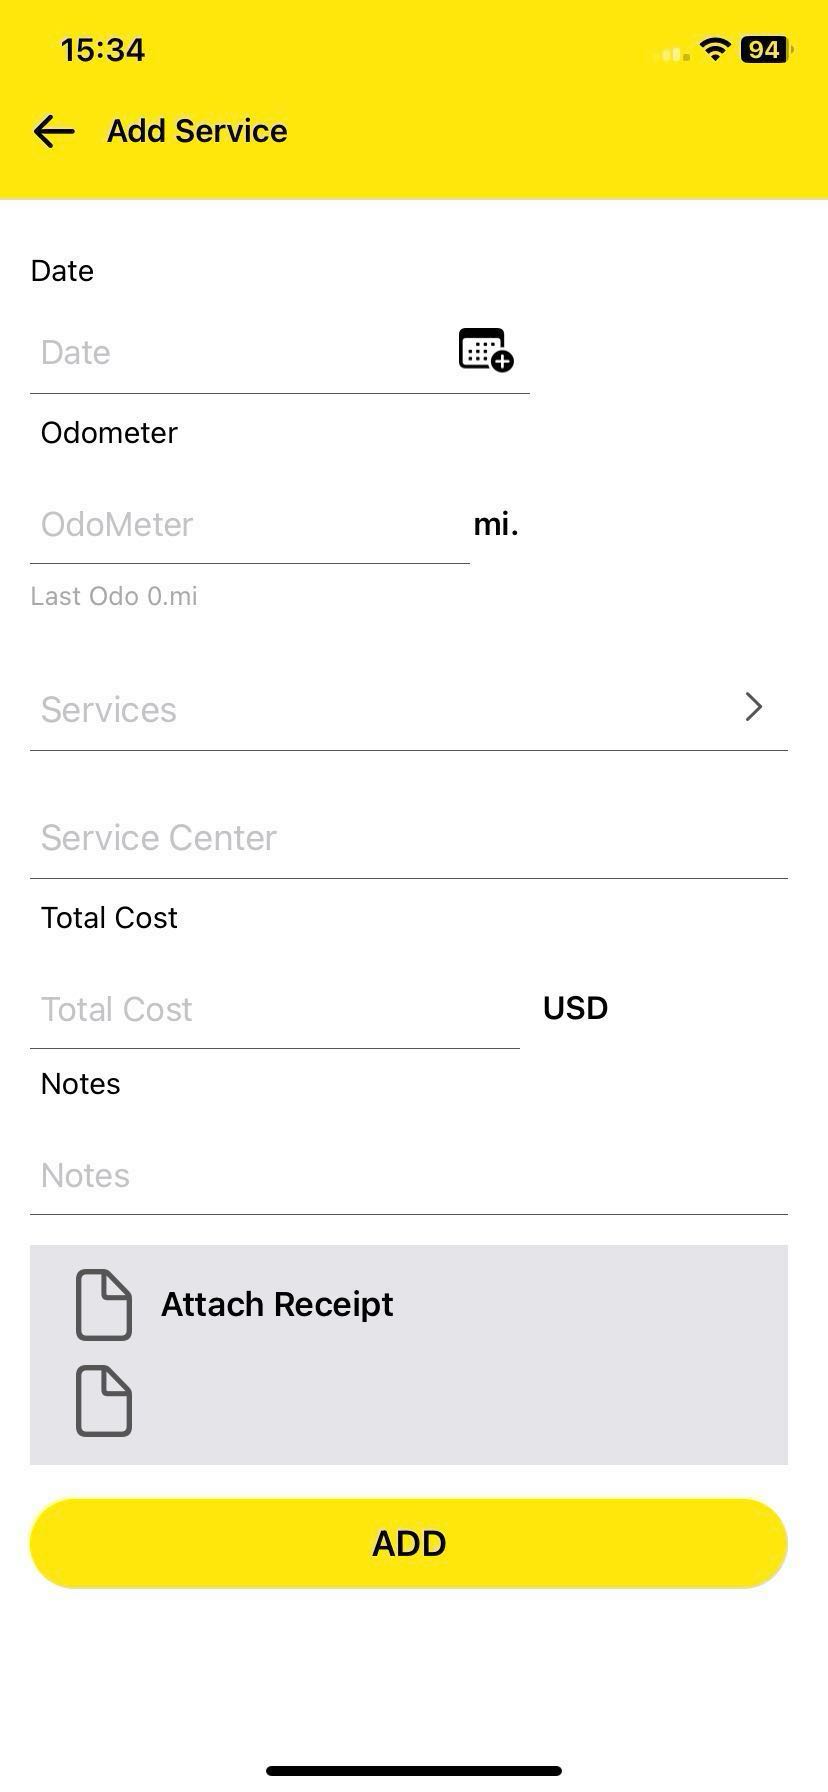 15:34
94
Add Service
Date
Date
Odometer
OdoMeter mi.
Last Odo 0.mi
Services
Service Center
Total Cost
Total Cost USD
Notes
Notes
Attach Receipt
ADD